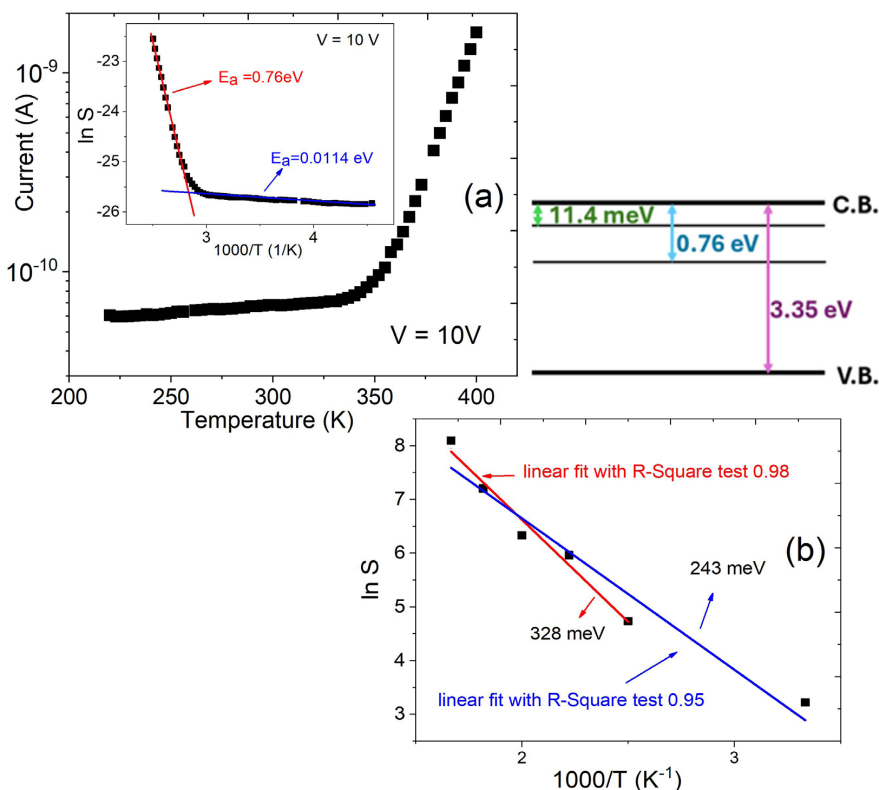 V = 10 V
-23
-24
-25
-26
ln S
Eₐ =0.76eV
Eₐ=0.0114 eV
3
4
1000/T (1/K)
10⁻⁹
10⁻¹⁰
Current (A)
(a)
V = 10V
200
250
300
350
400
Temperature (K)
C.B.
11.4 meV
0.76 eV
3.35 eV
V.B.
8
7
6
5
4
3
ln S
linear fit with R-Square test 0.98
(b)
243 meV
328 meV
linear fit with R-Square test 0.95
2
3
1000/T (K⁻¹)